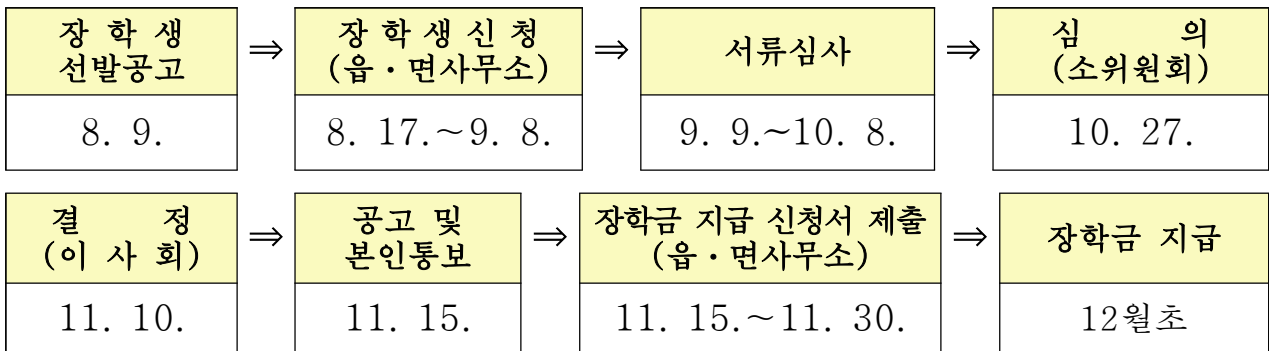 장 학 생 ⇒ 장 학 생 신 청 ⇒ 서류심사 ⇒ 심 의
선발공고 (읍·면사무소) (소위원회)
8. 9. 8. 17.~9. 8. 9. 9.~10. 8. 10. 27.
결 정 ⇒ 공고 및 ⇒ 장학금 지급 신청서 제출 ⇒ 장학금 지급
(이 사 회) 본인통보 (읍·면사무소)
11. 10. 11. 15. 11. 15.~11. 30. 12월초